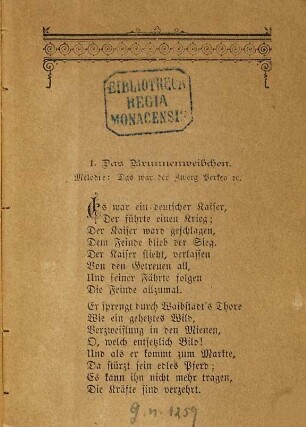 BIBLIOTHECA
REGIA
MONACENSIS
1. Das Brunnenweibchen.
Melodie: Das war der Zwerg Perkeo ꝛc.
Es war ein deutscher Kaiser,
Der führte einen Krieg;
Der Kaiser ward geschlagen,
Dem Feinde blieb der Sieg.
Der Kaiser flieht, verlassen
Von den Getreuen all,
Und seiner Fährte folgen
Die Feinde allzumal.
Er sprengt durch Waibstadt's Thore
Wie ein gehetztes Wild,
Verzweiflung in den Mienen,
O, welch entsetzlich Bild!
Und als er kommt zum Markte,
Da stürzt sein edles Pferd;
Es kann ihn nicht mehr tragen,
Die Kräfte sind verzehrt.
g. n. 1259